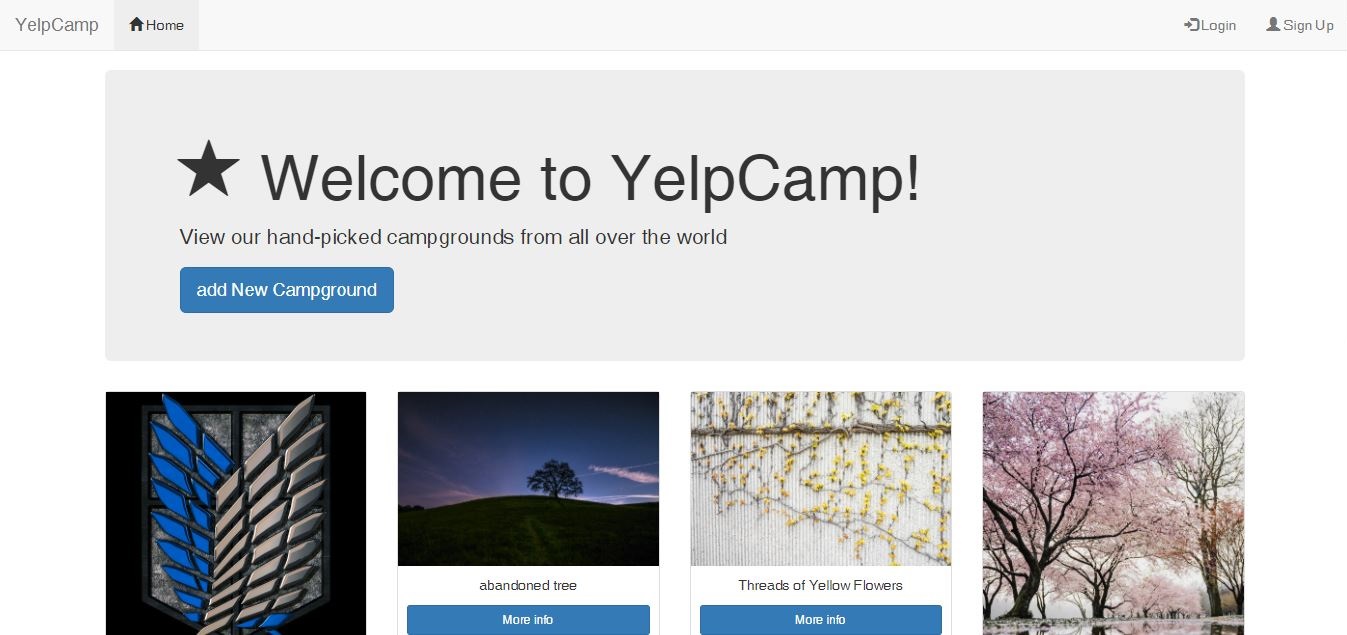 YelpCamp Home Login Sign Up
Welcome to YelpCamp!
View our hand-picked campgrounds from all over the world
add New Campground
abandoned tree
More info
Threads of Yellow Flowers
More info